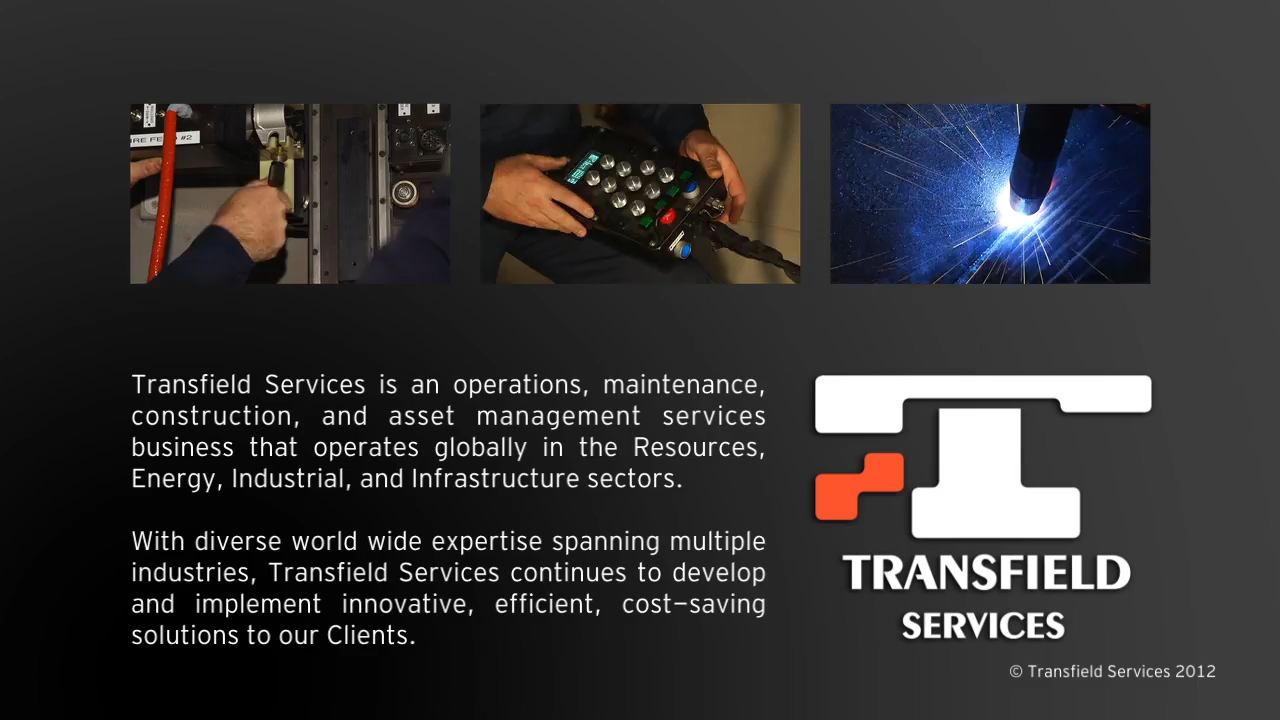 #2
Transfield Services is an operations, maintenance,
construction, and asset management services
business that operates globally in the Resources,
Energy, Industrial, and Infrastructure sectors.
With diverse world wide expertise spanning multiple
industries, Transfield Services continues to develop
and implement innovative, efficient, cost–saving
solutions to our Clients.
TRANSFIELD
SERVICES
© Transfield Services 2012